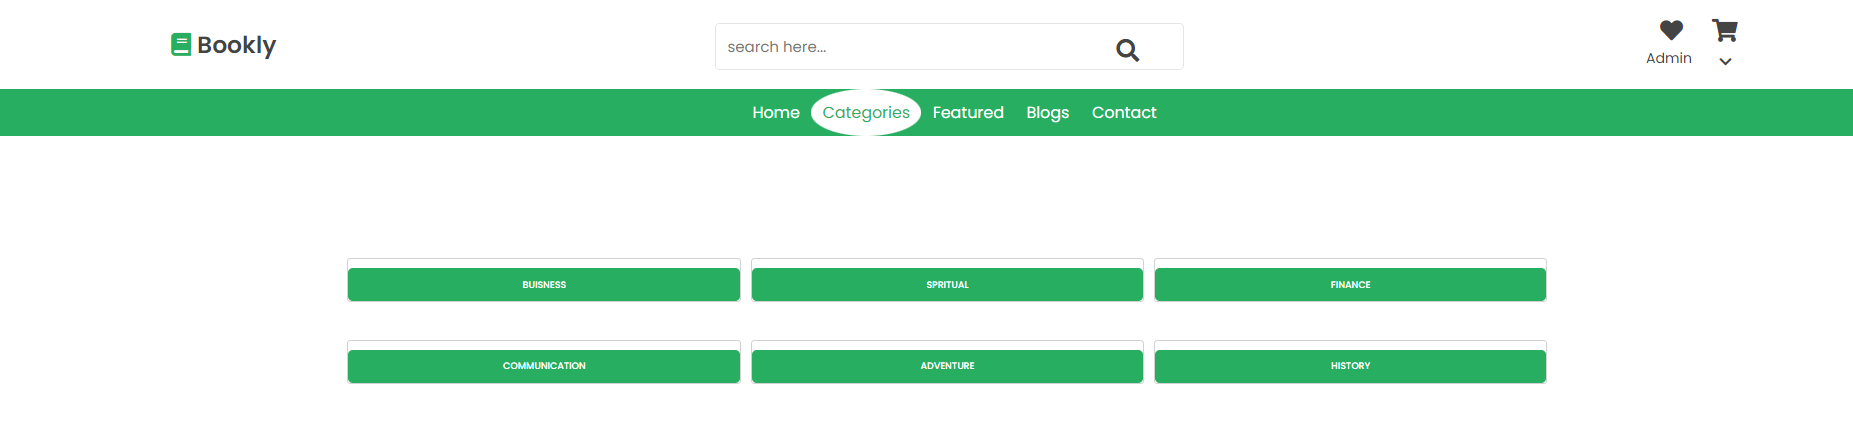 Bookly
search here...
Admin
Home Categories Featured Blogs Contact
BUISNESS SPRITUAL FINANCE
COMMUNICATION ADVENTURE HISTORY